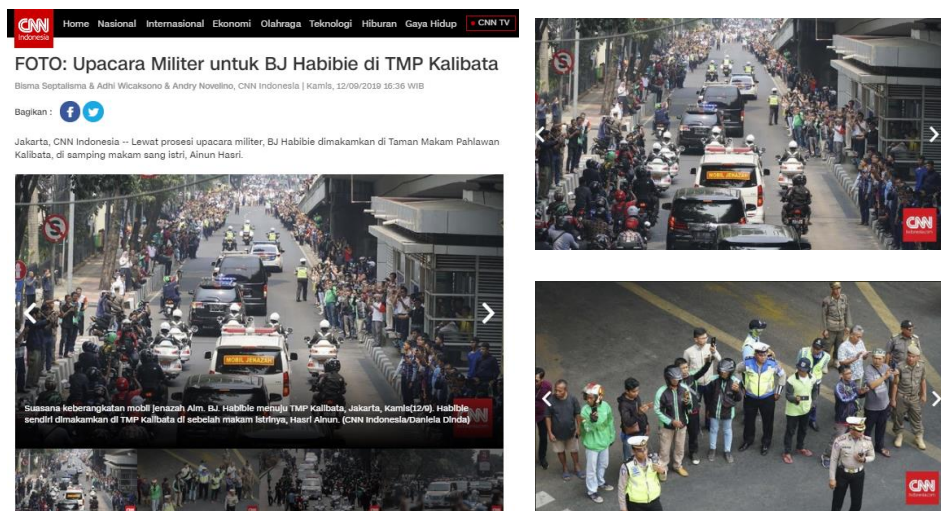 CNN
Indonesia
Home Nasional Internasional Ekonomi Olahraga Teknologi Hiburan Gaya Hidup CNN TV
FOTO: Upacara Militer untuk BJ Habibie di TMP Kalibata
Bisma Septalisma & Adhi Wicaksono & Andry Novelino, CNN Indonesia | Kamis, 12/09/2019 16:36 WIB
Bagikan :
Jakarta, CNN Indonesia -- Lewat prosesi upacara militer, BJ Habibie dimakamkan di Taman Makam Pahlawan
Kalibata, di samping makam sang istri, Ainun Hasri.
MOBIL JENAZAH
Suasana keberangkatan mobil jenazah Alm. BJ. Habibie menuju TMP Kalibata, Jakarta, Kamis(12/9). Habibie
sendiri dimakamkan di TMP Kalibata di sebelah makam istrinya, Hasri Ainun. (CNN Indonesia/Daniela Dinda)
MOBIL JENAZAH
CNN
Indonesia.com
CNN
Indonesia.com